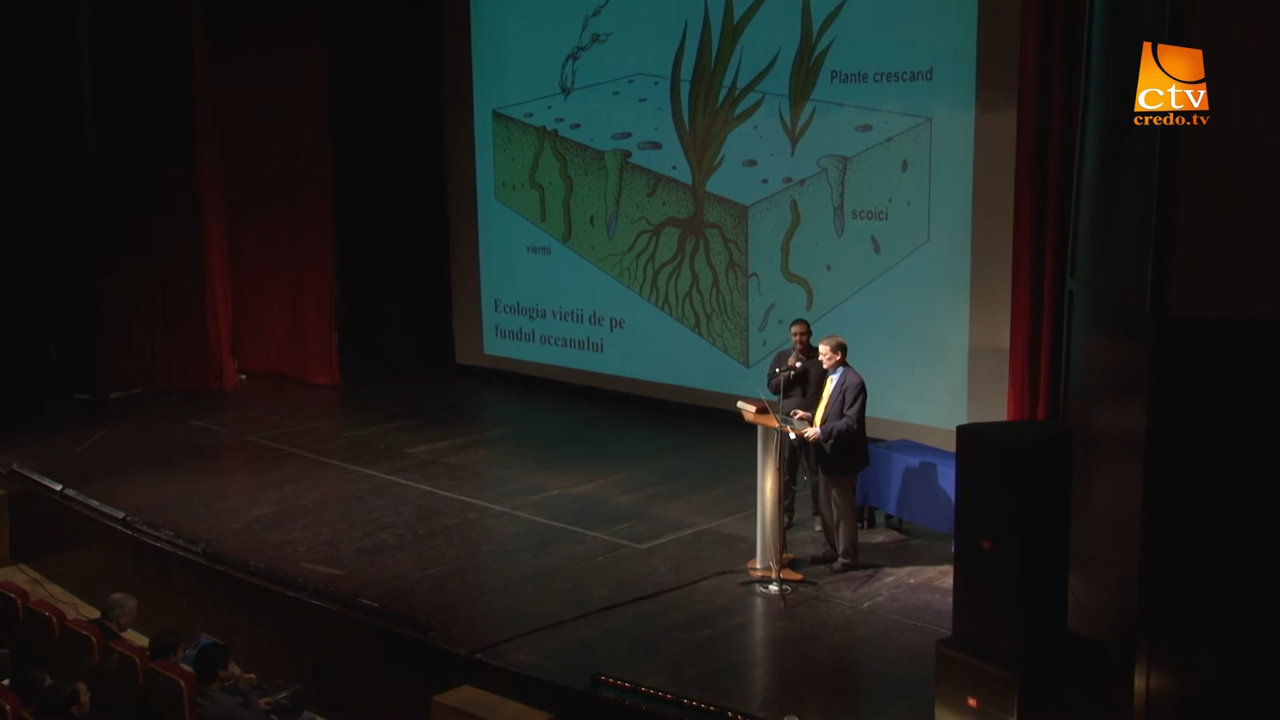 Plante crescand
scoici
viermi
Ecologia vietii de pe
fundul oceanului
ctv
credo.tv